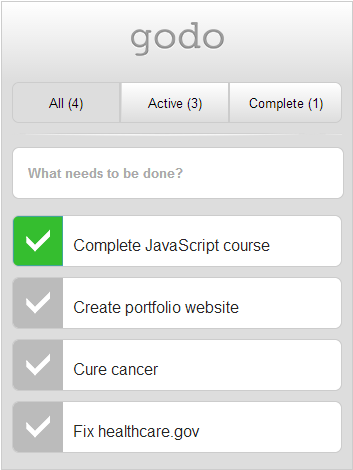 godo
All (4) Active (3) Complete (1)
What needs to be done?
Complete JavaScript course
Create portfolio website
Cure cancer
Fix healthcare.gov